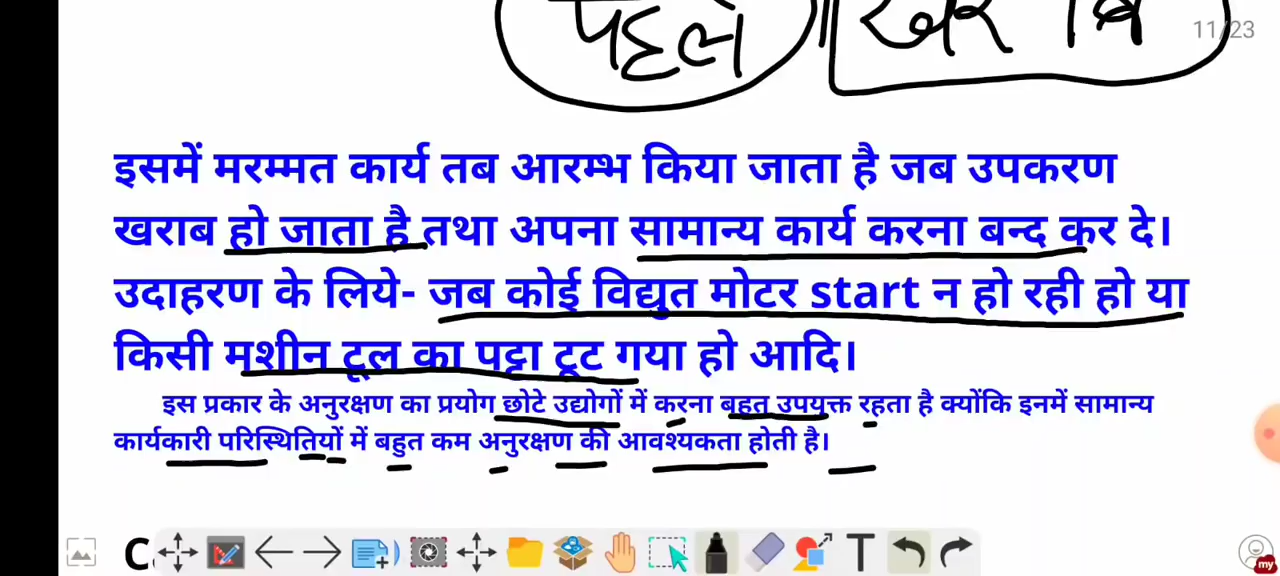 पहले
11/23
इसमें मरम्मत कार्य तब आरम्भ किया जाता है जब उपकरण
खराब हो जाता है तथा अपना सामान्य कार्य करना बन्द कर दे।
उदाहरण के लिये- जब कोई विद्युत मोटर start न हो रही हो या
किसी मशीन टूल का पट्टा टूट गया हो आदि।
इस प्रकार के अनुरक्षण का प्रयोग छोटे उद्योगों में करना बहुत उपयुक्त रहता है क्योंकि इनमें सामान्य
कार्यकारी परिस्थितियों में बहुत कम अनुरक्षण की आवश्यकता होती है।
T
my